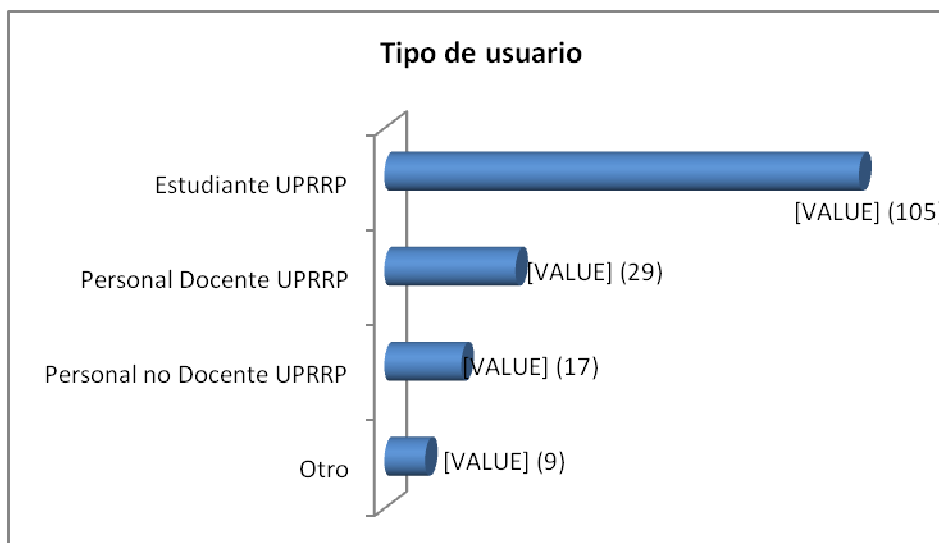 Tipo de usuario
Estudiante UPRRP
[VALUE] (105)
Personal Docente UPRRP
[VALUE] (29)
Personal no Docente UPRRP
[VALUE] (17)
Otro
[VALUE] (9)